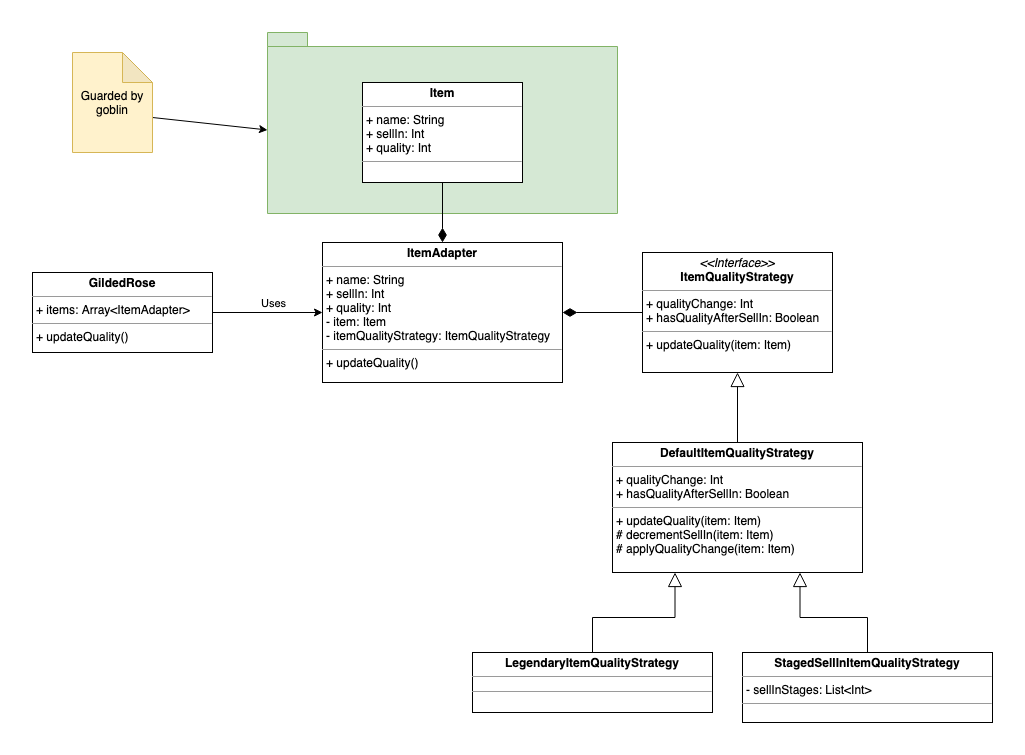 Guarded by
goblin
Item
+ name: String
+ sellIn: Int
+ quality: Int
ItemAdapter
+ name: String
+ sellIn: Int
+ quality: Int
- item: Item
- itemQualityStrategy: ItemQualityStrategy
+ updateQuality()
GildedRose
+ items: Array<ItemAdapter>
+ updateQuality()
Uses
<<Interface>>
ItemQualityStrategy
+ qualityChange: Int
+ hasQualityAfterSellIn: Boolean
+ updateQuality(item: Item)
DefaultItemQualityStrategy
+ qualityChange: Int
+ hasQualityAfterSellIn: Boolean
+ updateQuality(item: Item)
# decrementSellIn(item: Item)
# applyQualityChange(item: Item)
LegendaryItemQualityStrategy
StagedSellInItemQualityStrategy
- sellInStages: List<Int>